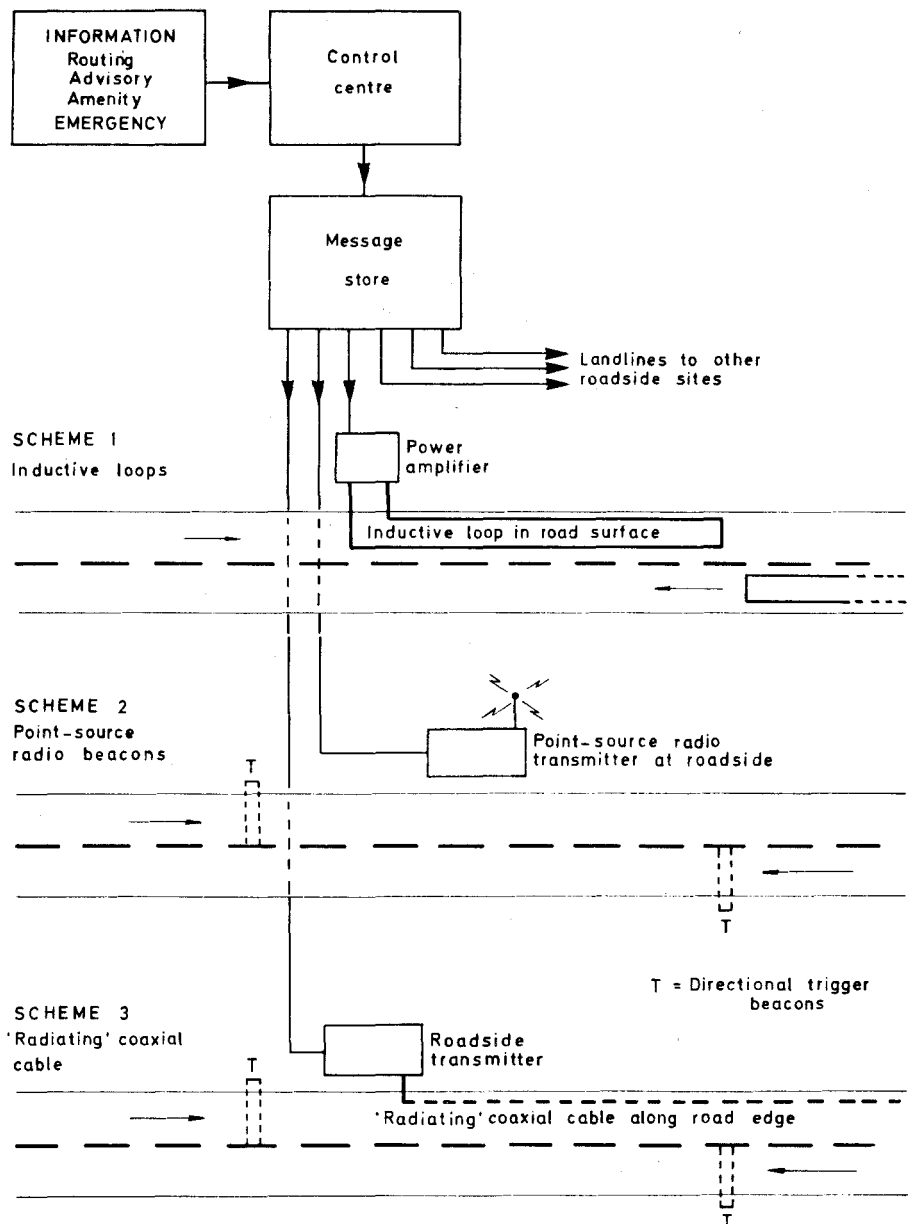 INFORMATION
Routing
Advisory
Amenity
EMERGENCY
Control
centre
Message
store
Landlines to other
roadside sites
SCHEME 1
Inductive loops
Power
amplifier
Inductive loop in road surface
SCHEME 2
Point-source
radio beacons
Point-source radio
transmitter at roadside
T
T
T = Directional trigger
beacons
SCHEME 3
'Radiating' coaxial
cable
Roadside
transmitter
T
'Radiating' coaxial cable along road edge
T